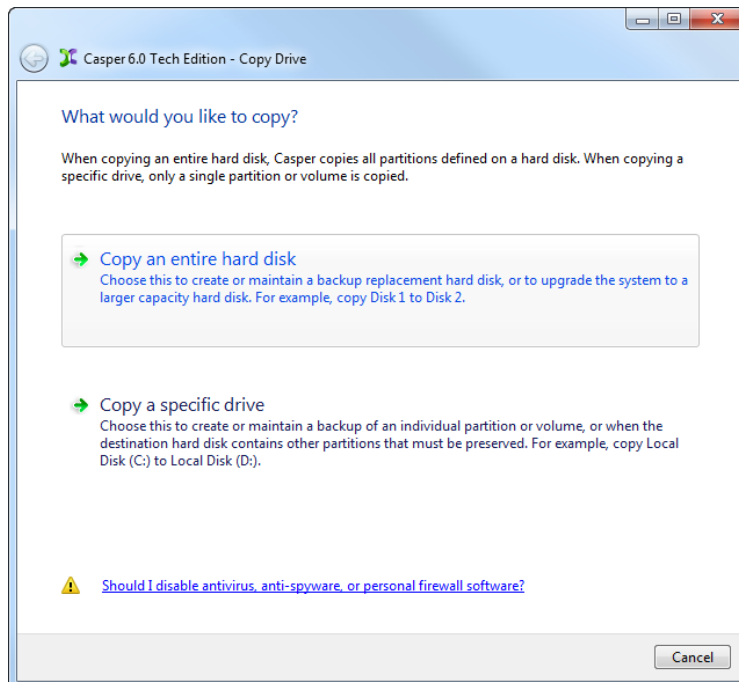 Casper 6.0 Tech Edition - Copy Drive
What would you like to copy?
When copying an entire hard disk, Casper copies all partitions defined on a hard disk. When copying a
specific drive, only a single partition or volume is copied.
Copy an entire hard disk
Choose this to create or maintain a backup replacement hard disk, or to upgrade the system to a
larger capacity hard disk. For example, copy Disk 1 to Disk 2.
Copy a specific drive
Choose this to create or maintain a backup of an individual partition or volume, or when the
destination hard disk contains other partitions that must be preserved. For example, copy Local
Disk (C:) to Local Disk (D:).
Should I disable antivirus, anti-spyware, or personal firewall software?
Cancel